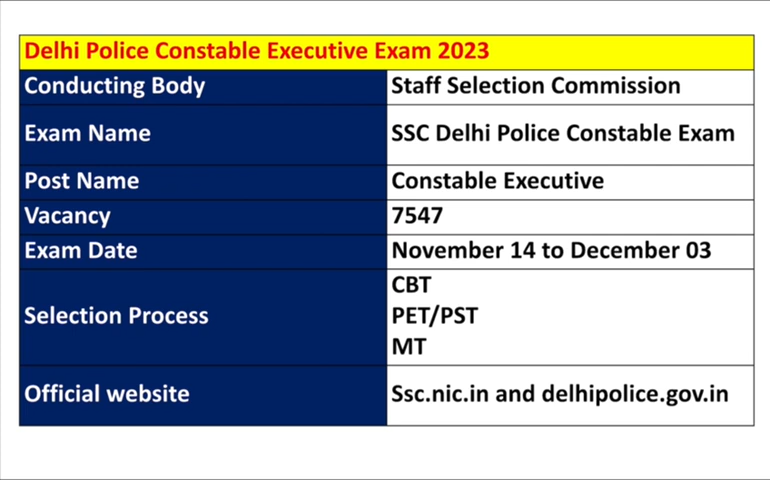 Delhi Police Constable Executive Exam 2023
Conducting Body Staff Selection Commission
Exam Name SSC Delhi Police Constable Exam
Post Name Constable Executive
Vacancy 7547
Exam Date November 14 to December 03
Selection Process CBT
PET/PST
MT
Official website Ssc.nic.in and delhipolice.gov.in